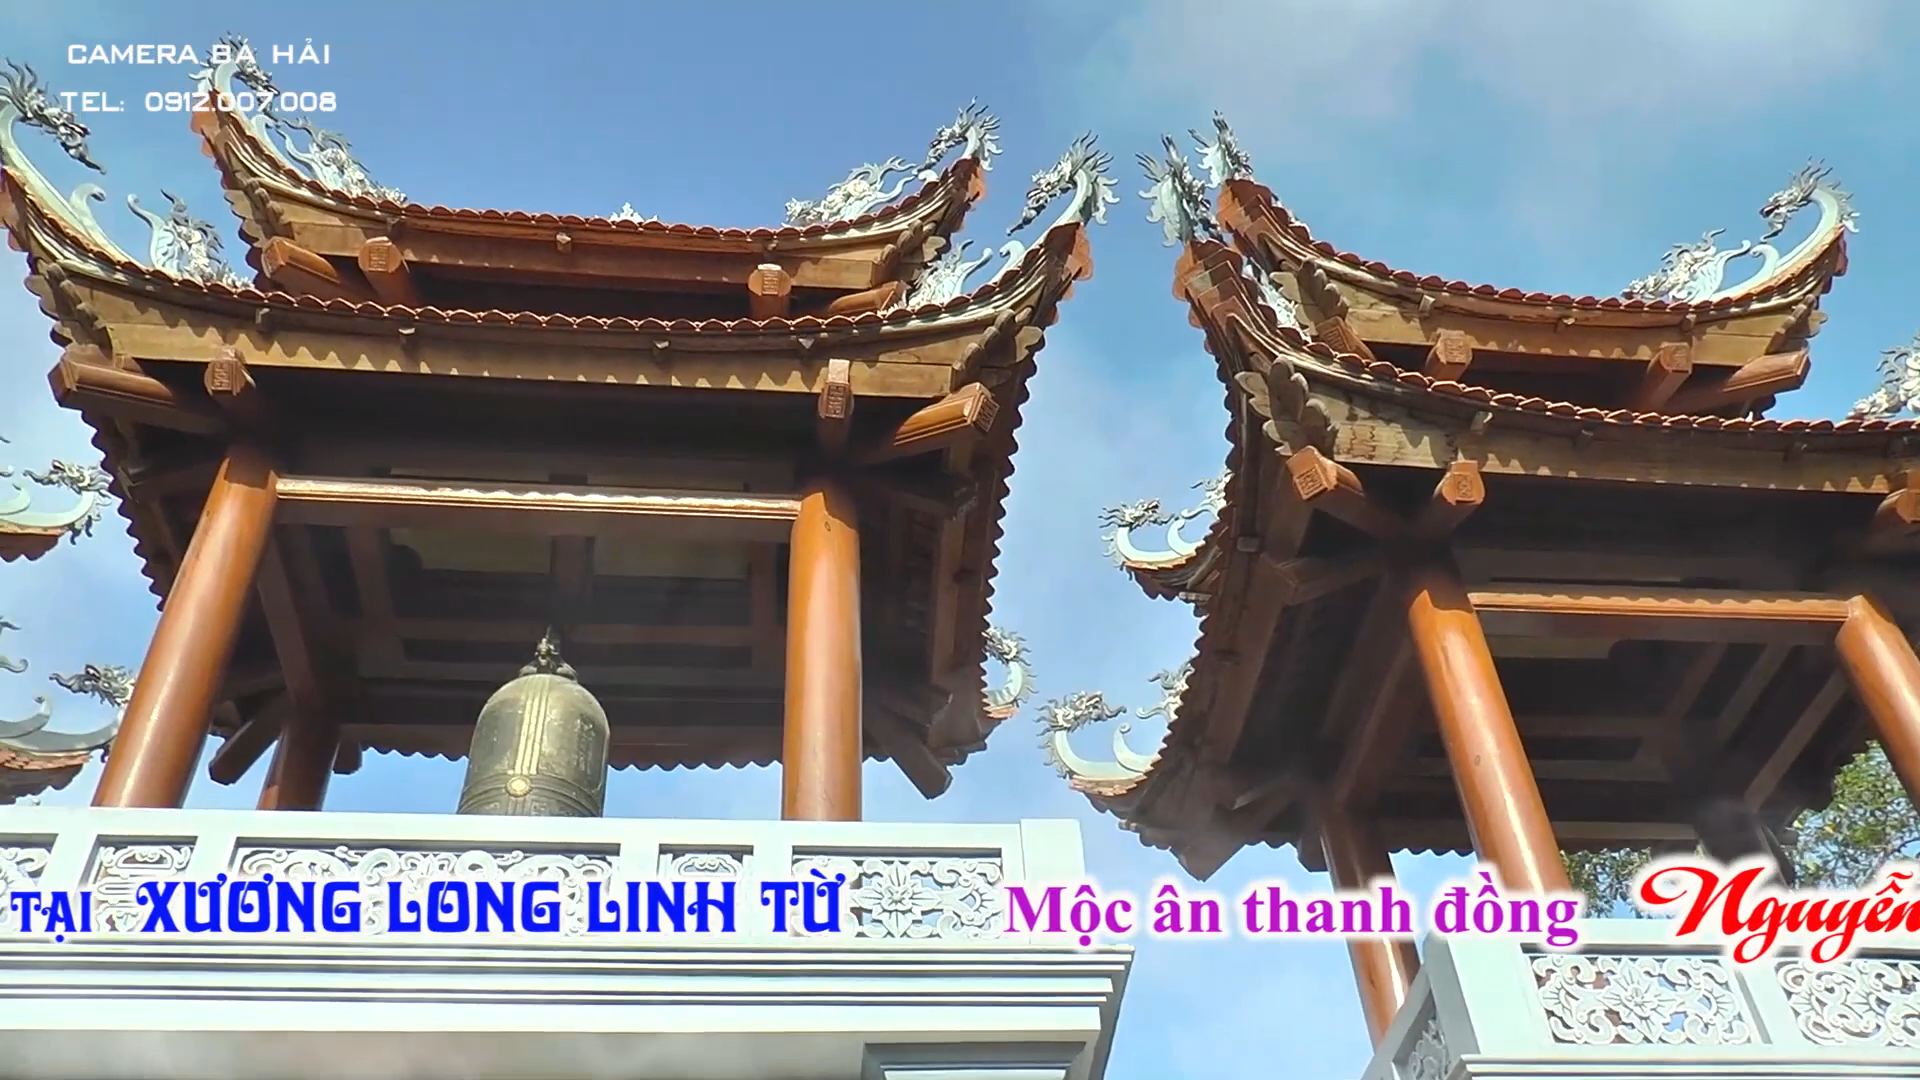 CAMERA BÁ HẢI
TEL: 0912.007.008
TẠI XƯƠNG LONG LINH TỪ Mộc ân thanh đồng Nguyễn